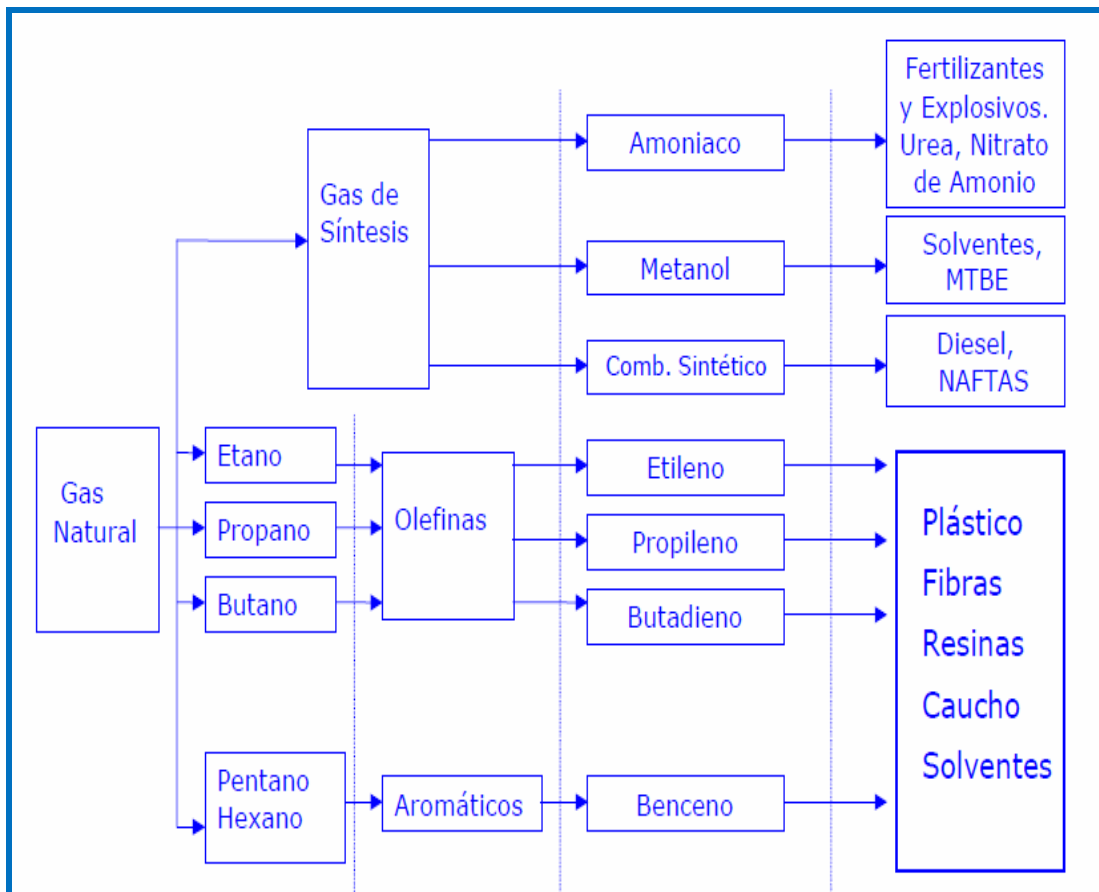 Fertilizantes
y Explosivos.
Urea, Nitrato
de Amonio
Amoniaco
Gas de
Síntesis
Metanol
Solventes,
MTBE
Comb. Sintético
Diesel,
NAFTAS
Gas
Natural
Etano
Propano
Butano
Olefinas
Etileno
Propileno
Butadieno
Plástico
Fibras
Resinas
Caucho
Solventes
Pentano
Hexano
Aromáticos
Benceno